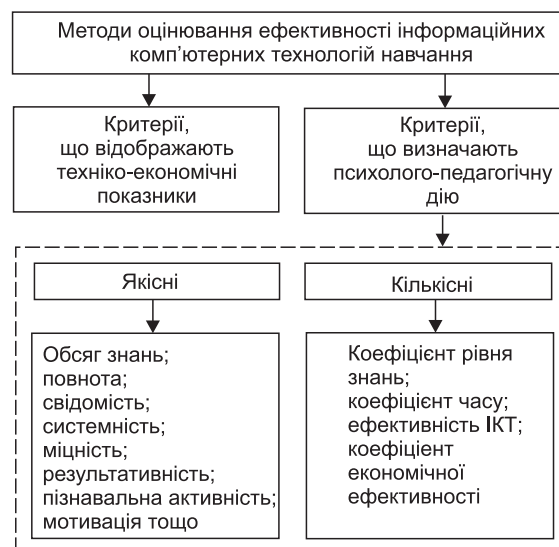 Методи оцінювання ефективності інформаційних
комп’ютерних технологій навчання
Критерії,
що відображають
техніко-економічні
показники
Критерії,
що визначають
психолого-педагогічну
дію
Якісні
Обсяг знань;
повнота;
свідомість;
системність;
міцність;
результативність;
пізнавальна активність;
мотивація тощо
Кількісні
Коефіцієнт рівня
знань;
коефіцієнт часу;
ефективність ІКТ;
коефіцієнт
економічної
ефективності